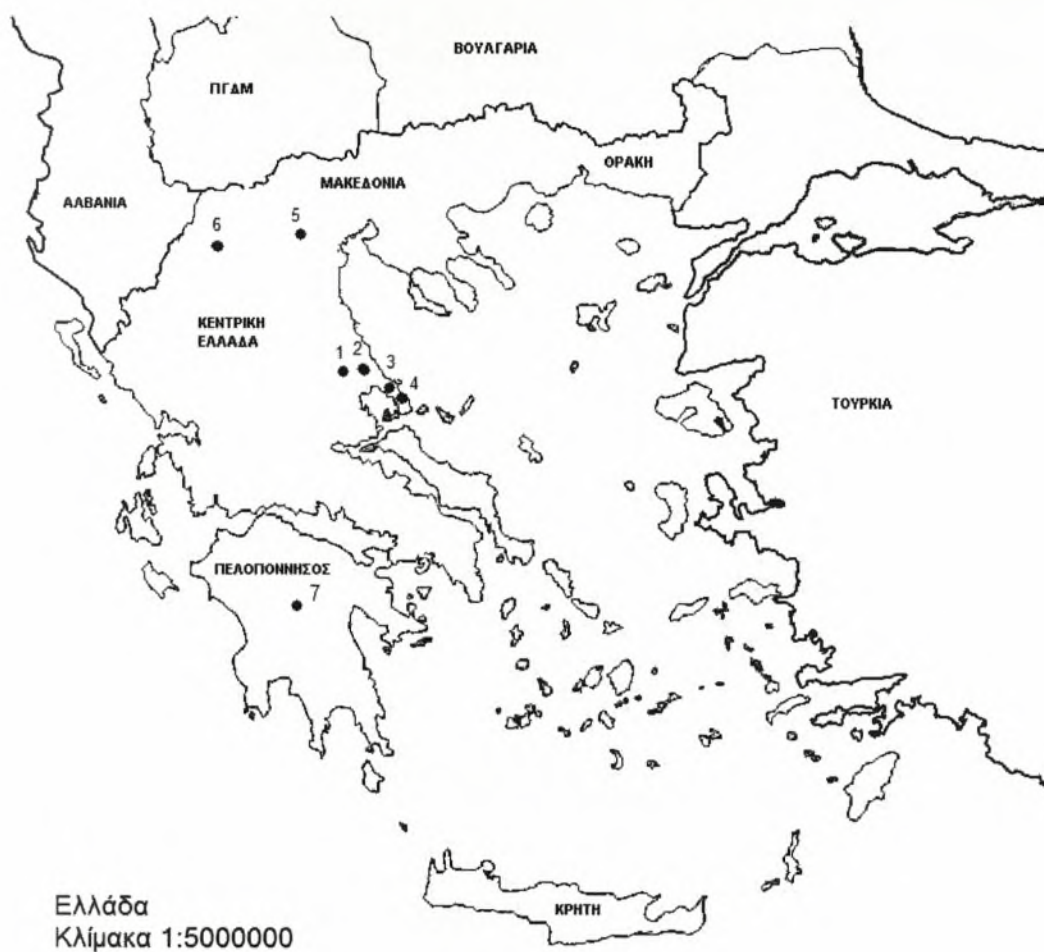 ΒΟΥΛΓΑΡΙΑ
ΠΓΔΜ
ΘΡΑΚΗ
ΜΑΚΕΔΟΝΙΑ
ΑΛΒΑΝΙΑ
6
5
ΚΕΝΤΡΙΚΗ
ΕΛΛΑΔΑ
1
2
3
4
ΤΟΥΡΚΙΑ
ΠΕΛΟΠΟΝΝΗΣΟΣ
7
ΚΡΗΤΗ
Ελλάδα
Κλίμακα 1:5000000